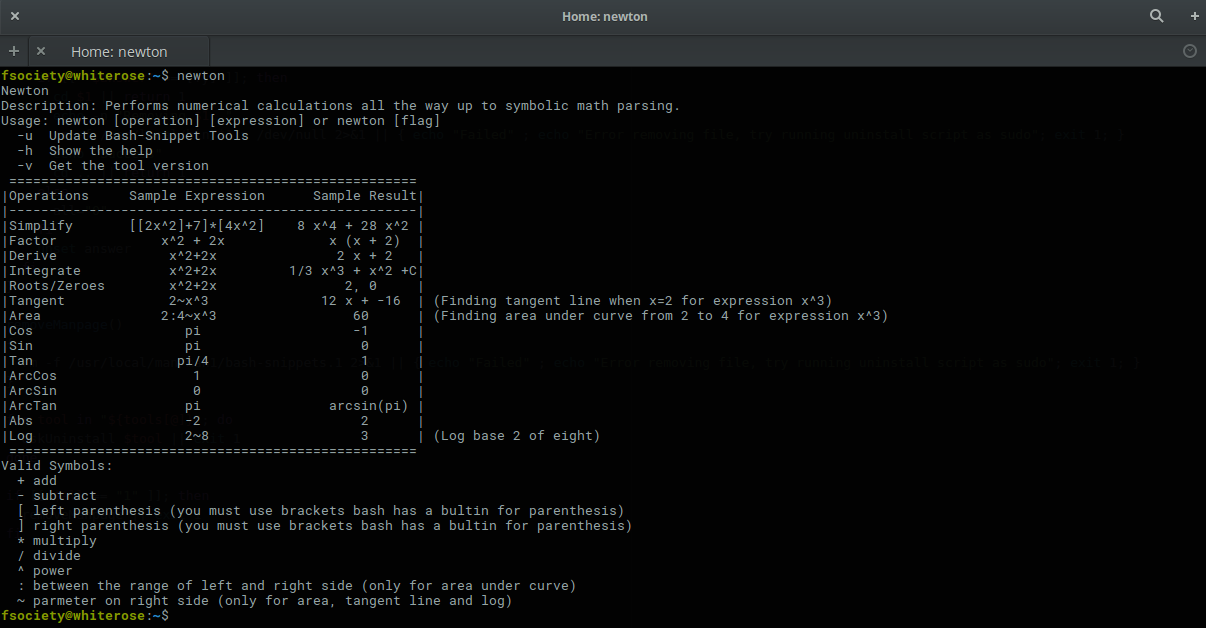 Home: newton
Home: newton
fsociety@whiterose:~$ newton
Newton
Description: Performs numerical calculations all the way up to symbolic math parsing.
Usage: newton [operation] [expression] or newton [flag]
  -u  Update Bash-Snippet Tools
  -h  Show the help
  -v  Get the tool version
 ===================================================
|Operations     Sample Expression      Sample Result|
|---------------------------------------------------|
|Simplify       [[2x^2]+7]*[4x^2]    8 x^4 + 28 x^2 |
|Factor             x^2 + 2x             x (x + 2)  |
|Derive              x^2+2x               2 x + 2   |
|Integrate           x^2+2x         1/3 x^3 + x^2 +C|
|Roots/Zeroes        x^2+2x                2, 0     |
|Tangent             2~x^3              12 x + -16  | (Finding tangent line when x=2 for expression x^3)
|Area               2:4~x^3                 60      | (Finding area under curve from 2 to 4 for expression x^3)
|Cos                   pi                   -1      |
|Sin                   pi                    0      |
|Tan                  pi/4                   1      |
|ArcCos                 1                    0      |
|ArcSin                 0                    0      |
|ArcTan                pi                arcsin(pi) |
|Abs                   -2                    2      |
|Log                   2~8                   3      | (Log base 2 of eight)
 ===================================================
Valid Symbols:
  + add
  - subtract
  [ left parenthesis (you must use brackets bash has a bultin for parenthesis)
  ] right parenthesis (you must use brackets bash has a bultin for parenthesis)
  * multiply
  / divide
  ^ power
  : between the range of left and right side (only for area under curve)
  ~ parmeter on right side (only for area, tangent line and log)
fsociety@whiterose:~$